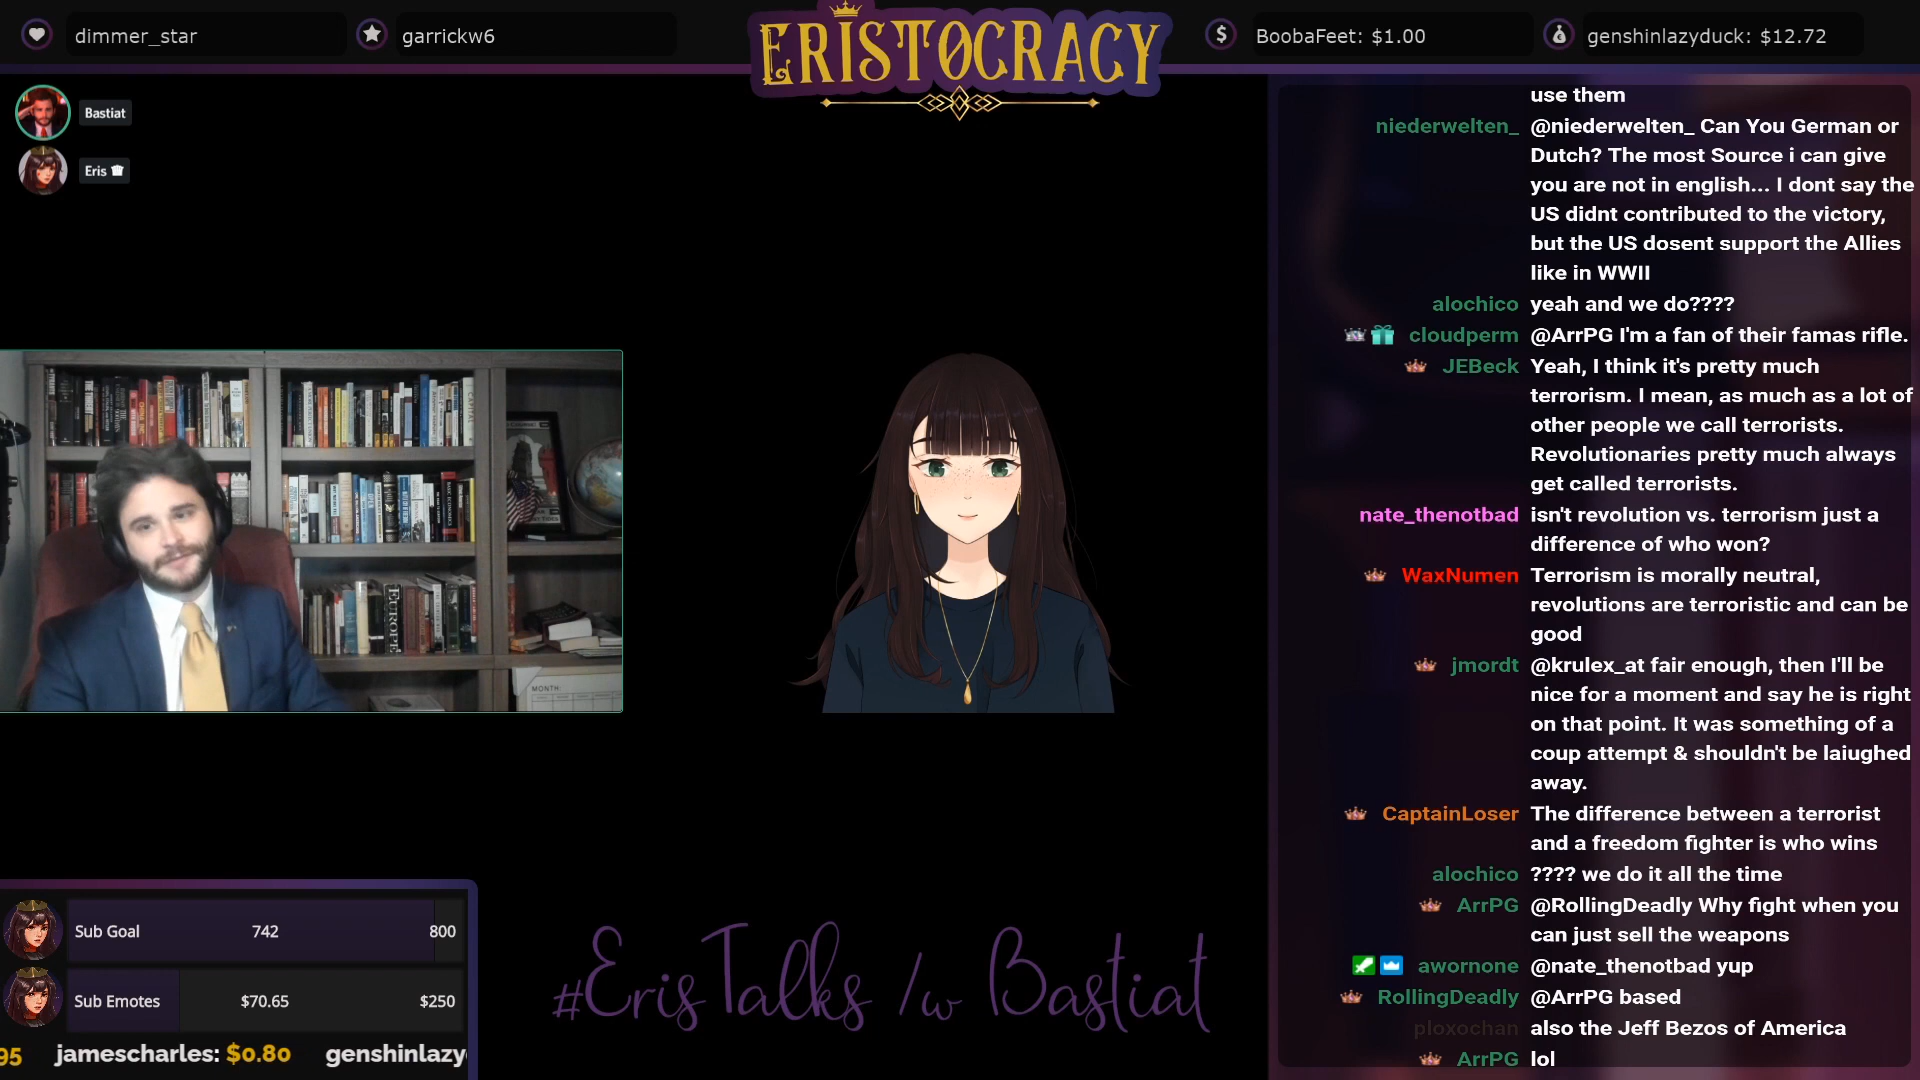 dimmer_star
garrickw6
ERISTOCRACY
BoobaFeet: $1.00
genshinlazyduck: $12.72
Bastiat
Eris
use them
niederwelten_ @niederwelten_ Can You German or
Dutch? The most Source i can give
you are not in english... I dont say the
US didnt contributed to the victory,
but the US dosent support the Allies
like in WWII
alochico yeah and we do????
cloudperm @ArrPG I'm a fan of their famas rifle.
JEBeck Yeah, I think it's pretty much
terrorism. I mean, as much as a lot of
other people we call terrorists.
Revolutionaries pretty much always
get called terrorists.
nate_thenotbad isn't revolution vs. terrorism just a
difference of who won?
WaxNumen Terrorism is morally neutral,
revolutions are terroristic and can be
good
jmordt @krulex_at fair enough, then I'll be
nice for a moment and say he is right
on that point. It was something of a
coup attempt & shouldn't be laiughed
away.
CaptainLoser The difference between a terrorist
and a freedom fighter is who wins
alochico ???? we do it all the time
ArrPG @RollingDeadly Why fight when you
can just sell the weapons
awornone @nate_thenotbad yup
RollingDeadly @ArrPG based
ploxochan also the Jeff Bezos of America
ArrPG lol
EUROPE
MONTH:
Sub Goal 742 800
Sub Emotes $70.65 $250
95 jamescharles: $0.80 genshinlazy
#ErisTalks /w Bastiat